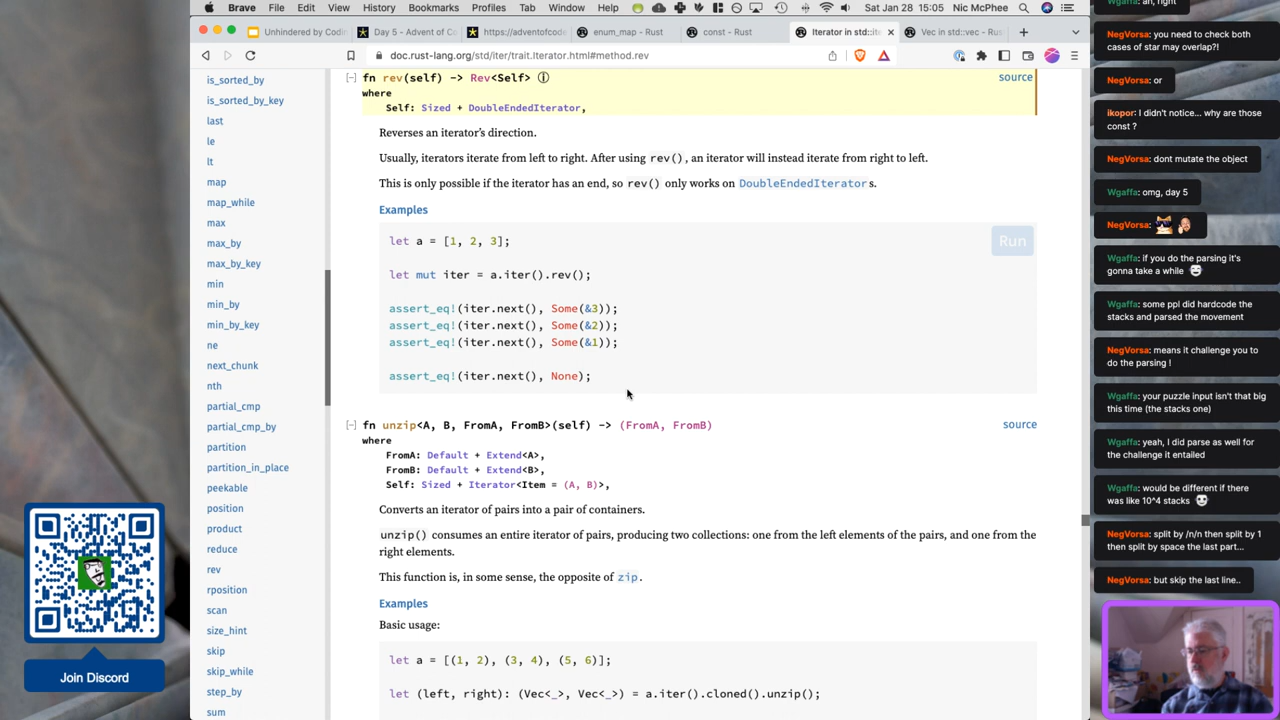 Brave File Edit View History Bookmarks Profiles Tab Window Help Sat Jan 28 15:05 Nic McPhee
Unhindered by Codin
Day 5 - Advent of Co
https://adventofcode
enum_map - Rust
const - Rust
Iterator in std::ite
Vec in std::vec - Rus
doc.rust-lang.org/std/iter/trait.Iterator.html#method.rev
is_sorted_by
is_sorted_by_key
last
le
lt
map
map_while
max
max_by
max_by_key
min
min_by
min_by_key
ne
next_chunk
nth
partial_cmp
partial_cmp_by
partition
partition_in_place
peekable
position
product
reduce
rev
rposition
scan
size_hint
skip
skip_while
step_by
sum
[-] fn rev(self) -> Rev<Self> ⓘ
source
where
Self: Sized + DoubleEndedIterator,
Reverses an iterator's direction.
Usually, iterators iterate from left to right. After using rev(), an iterator will instead iterate from right to left.
This is only possible if the iterator has an end, so rev() only works on DoubleEndedIterators.
Examples
Run
let a = [1, 2, 3];
let mut iter = a.iter().rev();
assert_eq!(iter.next(), Some(&3));
assert_eq!(iter.next(), Some(&2));
assert_eq!(iter.next(), Some(&1));
assert_eq!(iter.next(), None);
[-] fn unzip<A, B, FromA, FromB>(self) -> (FromA, FromB)
source
where
FromA: Default + Extend<A>,
FromB: Default + Extend<B>,
Self: Sized + Iterator<Item = (A, B)>,
Converts an iterator of pairs into a pair of containers.
unzip() consumes an entire iterator of pairs, producing two collections: one from the left elements of the pairs, and one from the
right elements.
This function is, in some sense, the opposite of zip.
Examples
Basic usage:
let a = [(1, 2), (3, 4), (5, 6)];
let (left, right): (Vec<_>, Vec<_>) = a.iter().cloned().unzip();
Wgaffa: ah, right
NegVorsa: you need to check both
cases of star may overlap?!
NegVorsa: or
ikopor: I didn't notice... why are those
const ?
NegVorsa: dont mutate the object
Wgaffa: omg, day 5
NegVorsa:
Wgaffa: if you do the parsing it's
gonna take a while
Wgaffa: some ppl did hardcode the
stacks and parsed the movement
NegVorsa: means it challenge you to
do the parsing !
Wgaffa: your puzzle input isn't that big
this time (the stacks one)
Wgaffa: yeah, I did parse as well for
the challenge it entailed
Wgaffa: would be different if there
was like 10^4 stacks
NegVorsa: split by /n/n then split by 1
then split by space the last part...
NegVorsa: but skip the last line..
Join Discord